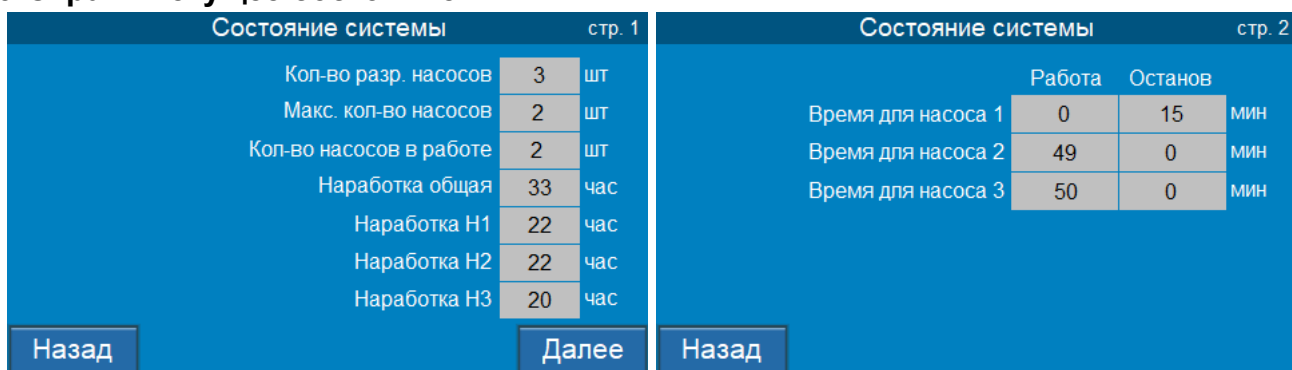 Состояние системы стр. 1
Кол-во разр. насосов 3 шт
Макс. кол-во насосов 2 шт
Кол-во насосов в работе 2 шт
Наработка общая 33 час
Наработка Н1 22 час
Наработка Н2 22 час
Наработка Н3 20 час
Назад Далее
Состояние системы стр. 2
Работа Останов
Время для насоса 1 0 15 мин
Время для насоса 2 49 0 мин
Время для насоса 3 50 0 мин
Назад